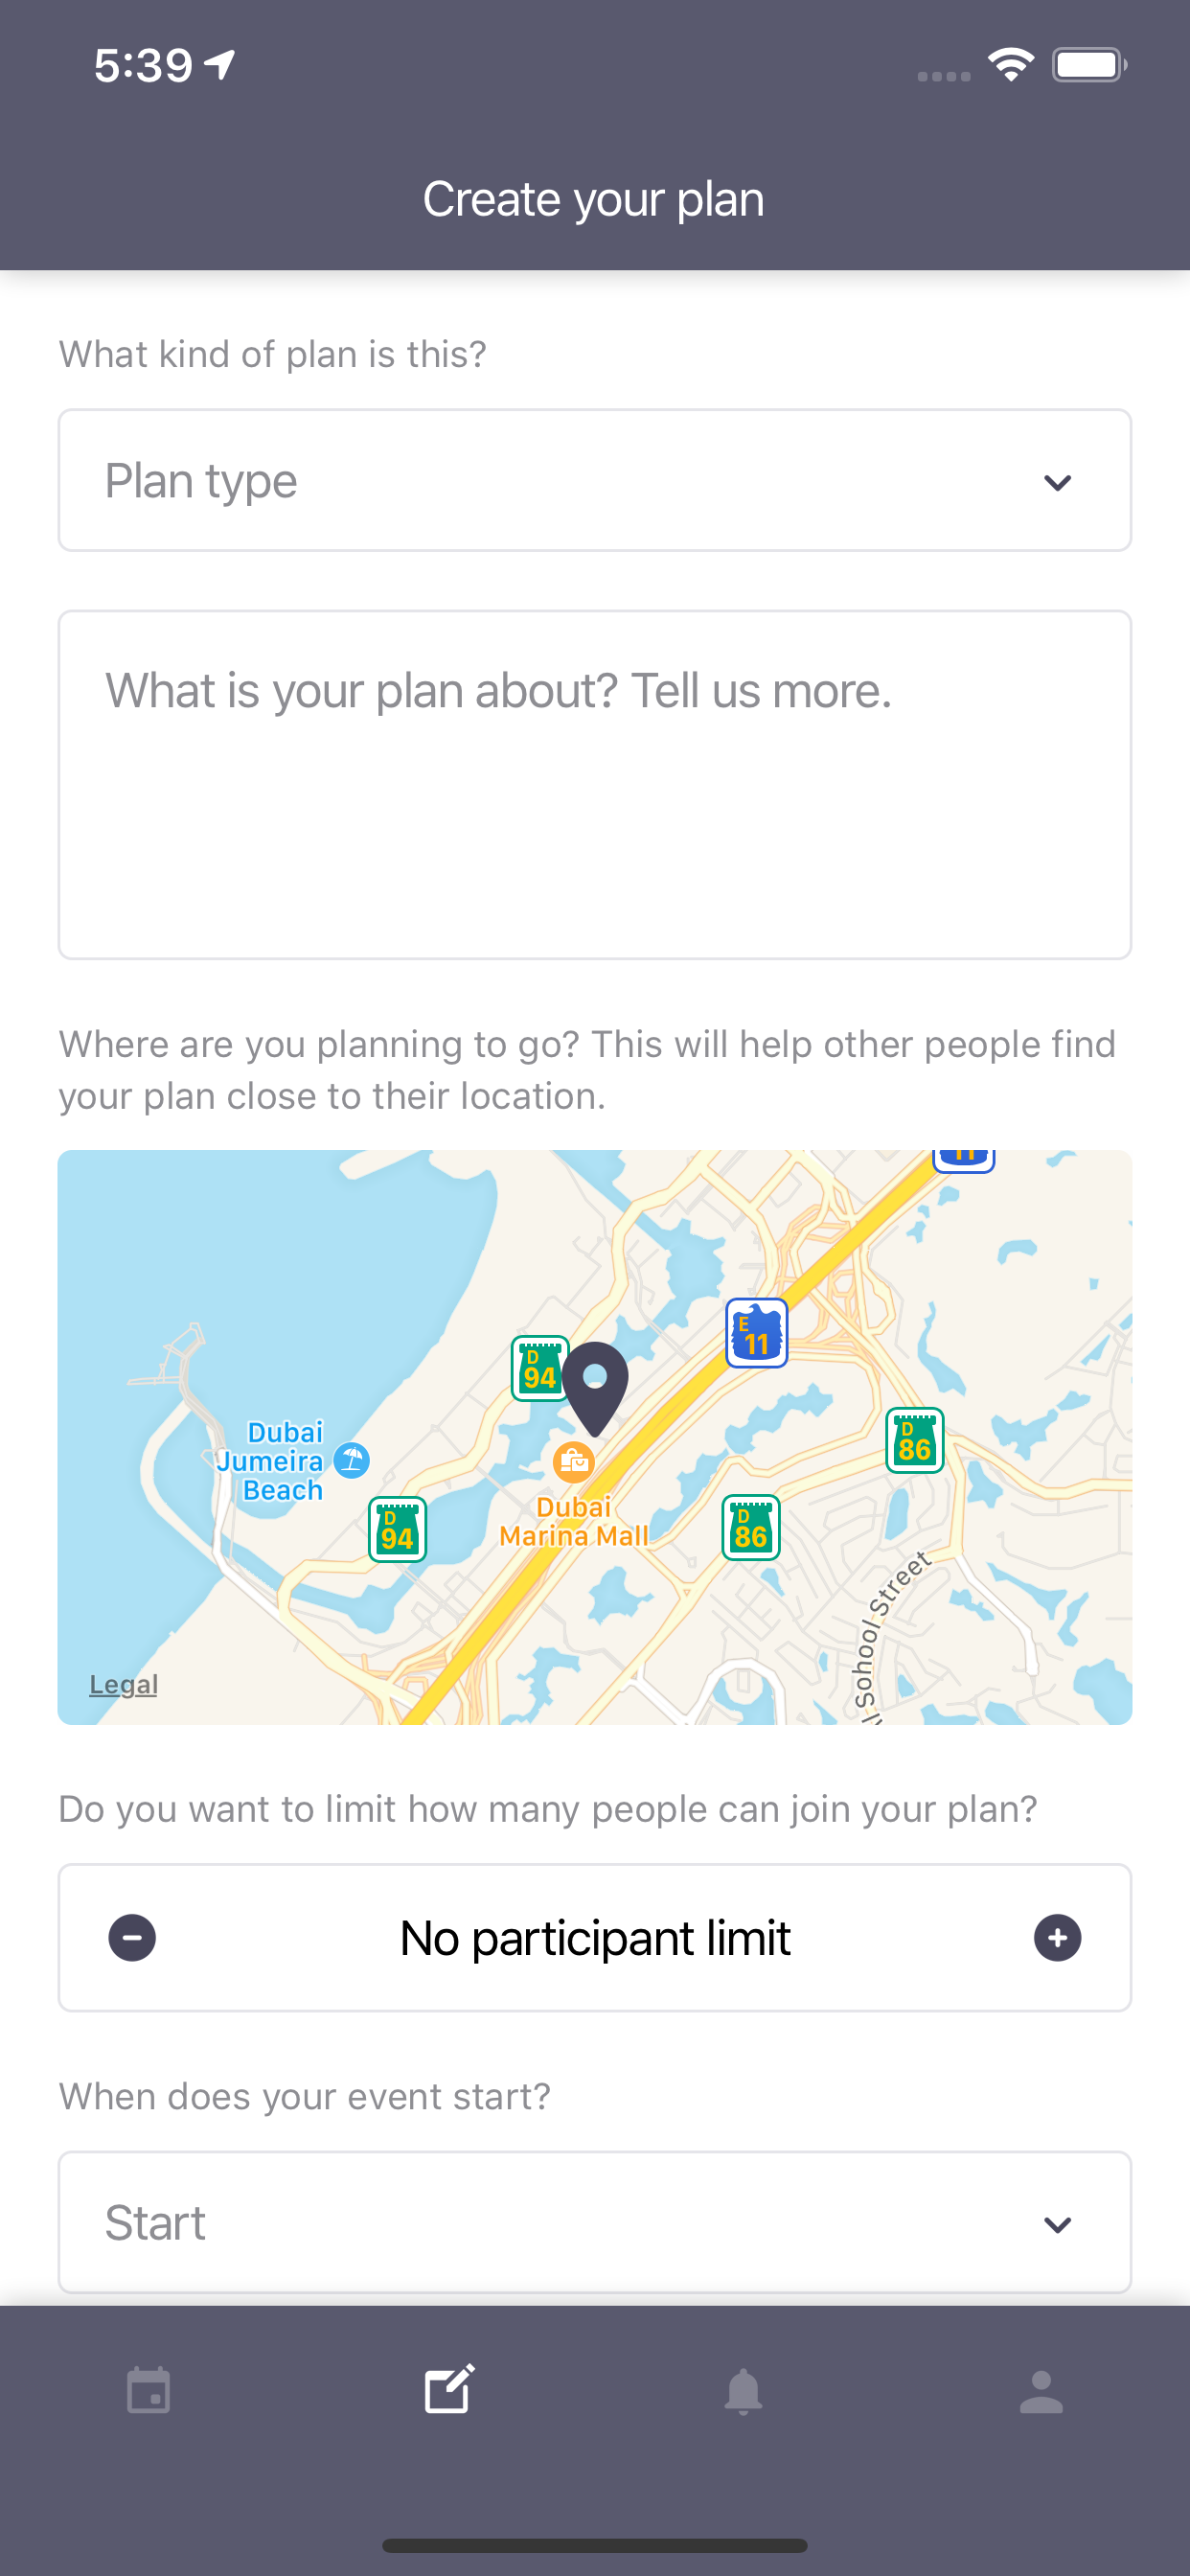 5:39
Create your plan
What kind of plan is this?
Plan type
What is your plan about? Tell us more.
Where are you planning to go? This will help other people find
your plan close to their location.
11
E
11
D
94
D
86
Dubai
Jumeira
Beach
D
94
Dubai
Marina Mall
D
86
l School Street
Legal
Do you want to limit how many people can join your plan?
No participant limit
When does your event start?
Start